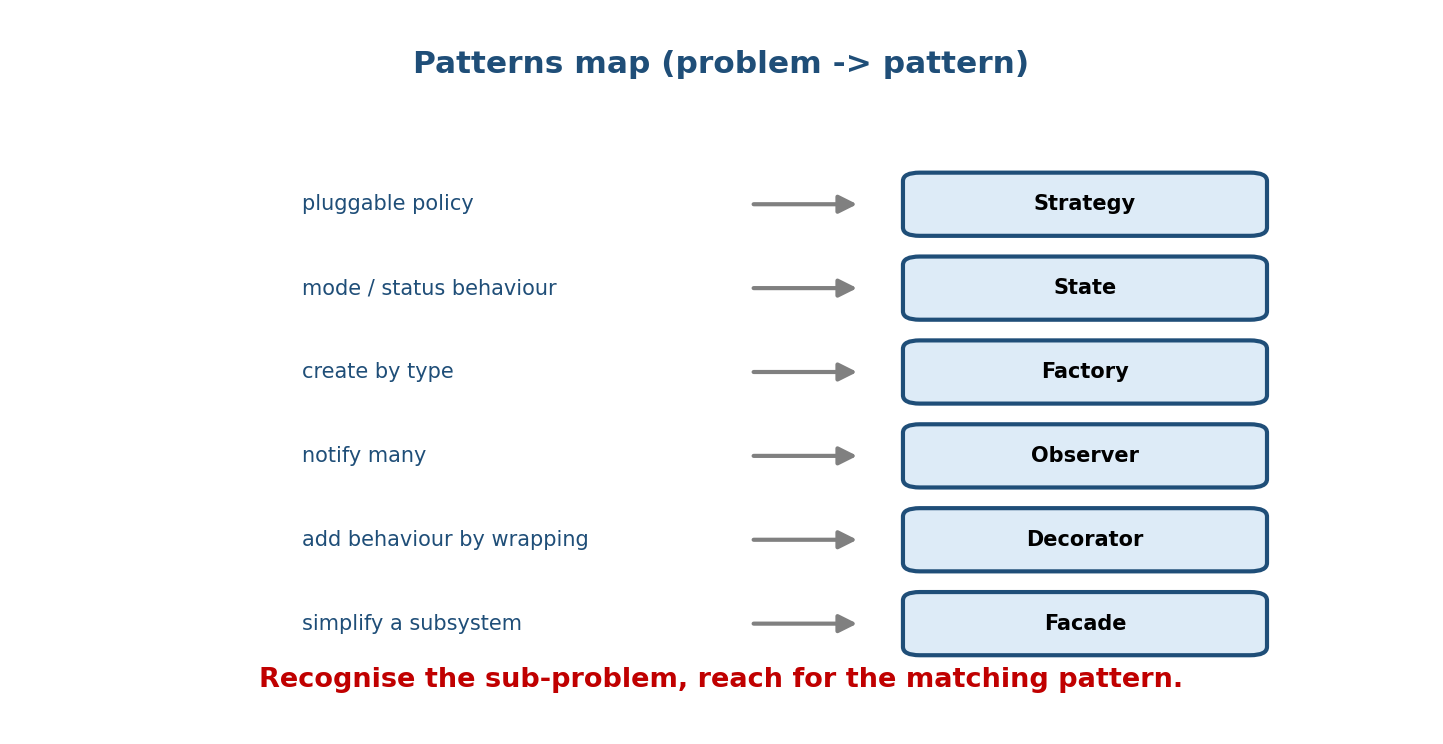 Patterns map (problem -> pattern)
pluggable policy Strategy
mode / status behaviour State
create by type Factory
notify many Observer
add behaviour by wrapping Decorator
simplify a subsystem Facade
Recognise the sub-problem, reach for the matching pattern.